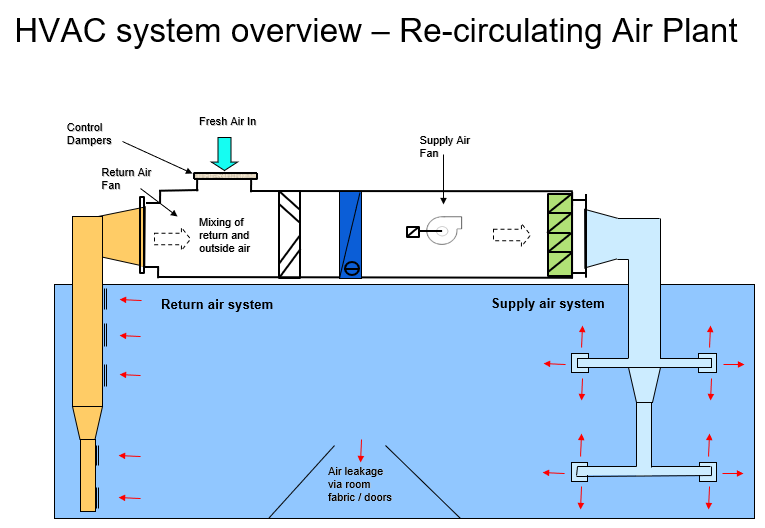 HVAC system overview – Re-circulating Air Plant
Fresh Air In
Control
Dampers
Supply Air
Fan
Return Air
Fan
Mixing of
return and
outside air
Return air system
Supply air system
Air leakage
via room
fabric / doors